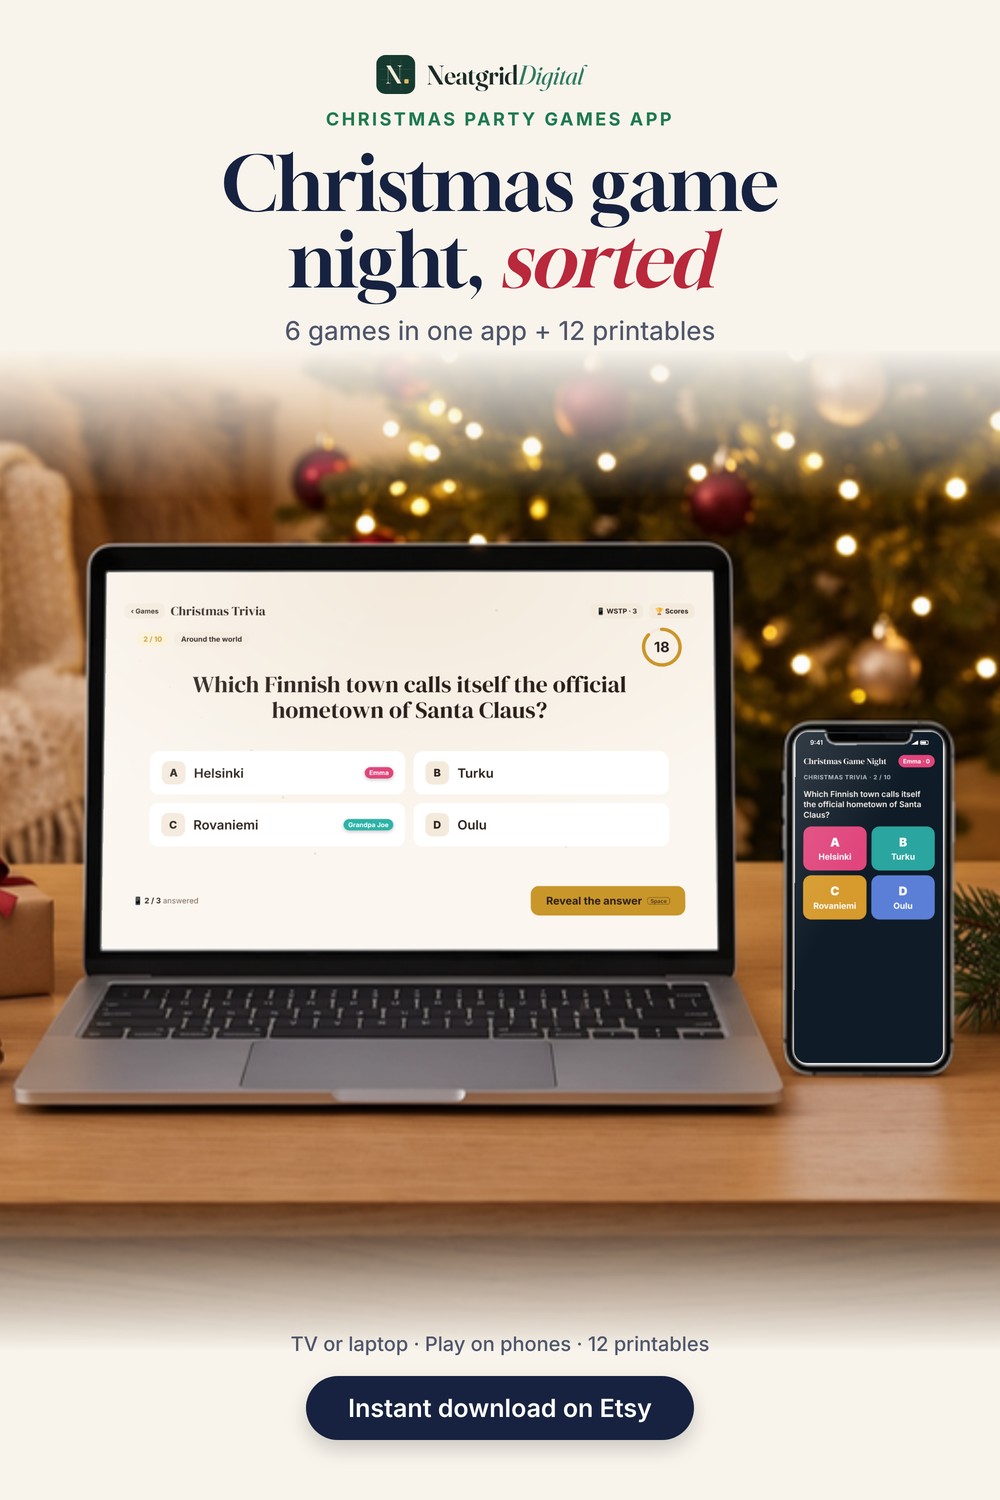 N.
NeatgridDigital
CHRISTMAS PARTY GAMES APP
Christmas game
night, sorted
6 games in one app + 12 printables
‹ Games
Christmas Trivia
WSTP · 3
Scores
2 / 10
Around the world
18
Which Finnish town calls itself the official
hometown of Santa Claus?
A Helsinki Emma
B Turku
C Rovaniemi Grandpa Joe
D Oulu
2 / 3 answered
Reveal the answer Space
9:41
Christmas Game Night
Emma · 0
CHRISTMAS TRIVIA · 2 / 10
Which Finnish town calls itself
the official hometown of Santa
Claus?
A
Helsinki
B
Turku
C
Rovaniemi
D
Oulu
TV or laptop · Play on phones · 12 printables
Instant download on Etsy